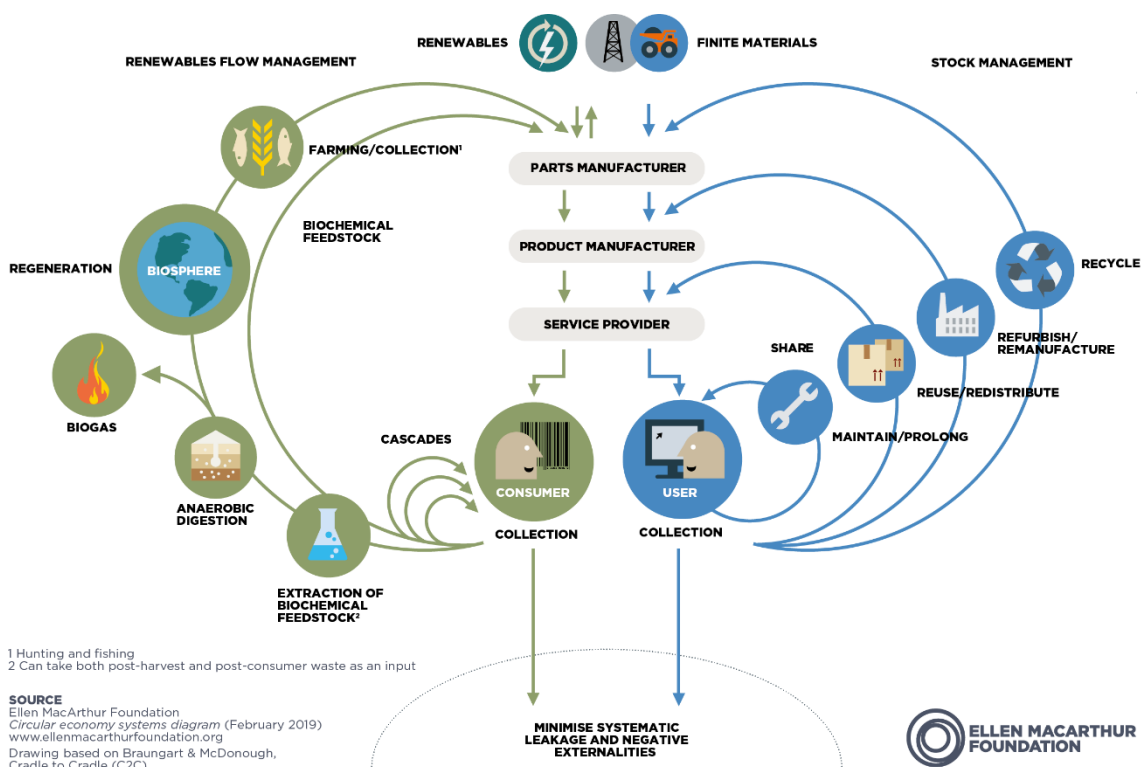 RENEWABLES
FINITE MATERIALS
RENEWABLES FLOW MANAGEMENT
STOCK MANAGEMENT
FARMING/COLLECTION¹
PARTS MANUFACTURER
BIOCHEMICAL
FEEDSTOCK
PRODUCT MANUFACTURER
REGENERATION
BIOSPHERE
RECYCLE
SERVICE PROVIDER
SHARE
REFURBISH/
REMANUFACTURE
REUSE/REDISTRIBUTE
BIOGAS
CASCADES
MAINTAIN/PROLONG
CONSUMER
USER
ANAEROBIC
DIGESTION
COLLECTION
COLLECTION
EXTRACTION OF
BIOCHEMICAL
FEEDSTOCK²
1 Hunting and fishing
2 Can take both post-harvest and post-consumer waste as an input
SOURCE
Ellen MacArthur Foundation
Circular economy systems diagram (February 2019)
www.ellenmacarthurfoundation.org
Drawing based on Braungart & McDonough,
Cradle to Cradle (C2C)
MINIMISE SYSTEMATIC
LEAKAGE AND NEGATIVE
EXTERNALITIES
ELLEN MACARTHUR
FOUNDATION